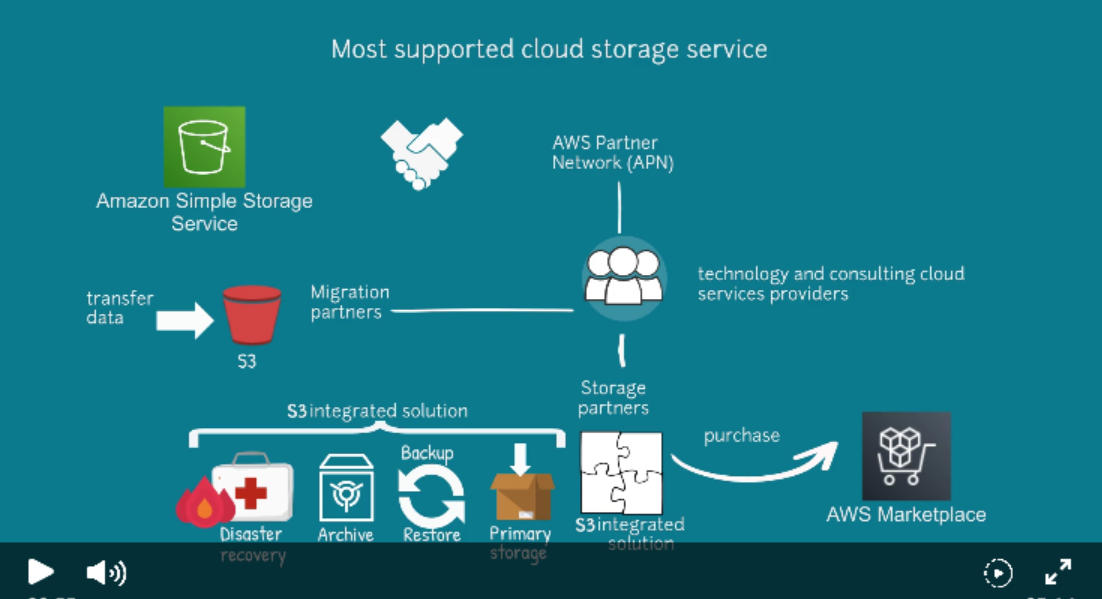 Most supported cloud storage service
Amazon Simple Storage
Service
AWS Partner
Network (APN)
technology and consulting cloud
services providers
transfer
data
S3
Migration
partners
Storage
partners
S3 integrated solution
Disaster
recovery
Archive
Backup
Restore
Primary
storage
S3 integrated
solution
purchase
AWS Marketplace